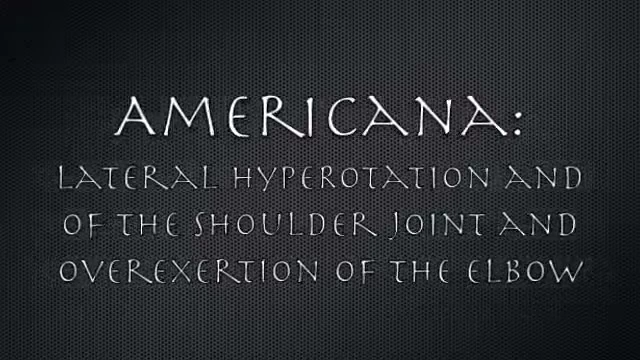 AMERICANA:
LATERAL HYPEROTATION AND
OF THE SHOULDER JOINT AND
OVEREXERTION OF THE ELBOW